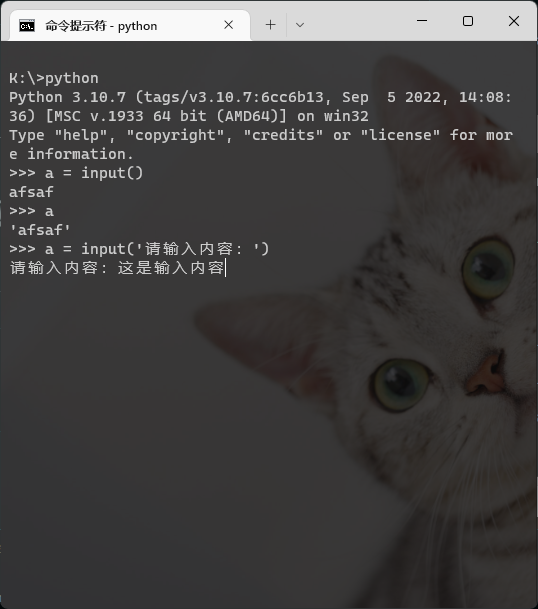 命令提示符 - python
K:\>python
Python 3.10.7 (tags/v3.10.7:6cc6b13, Sep  5 2022, 14:08:
36) [MSC v.1933 64 bit (AMD64)] on win32
Type "help", "copyright", "credits" or "license" for mor
e information.
>>> a = input()
afsaf
>>> a
'afsaf'
>>> a = input('请输入内容: ')
请输入内容: 这是输入内容